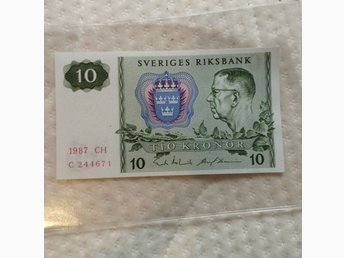 SVERIGES RIKSBANK
10
1987 CH
C 244671
TIO KRONOR
10
10